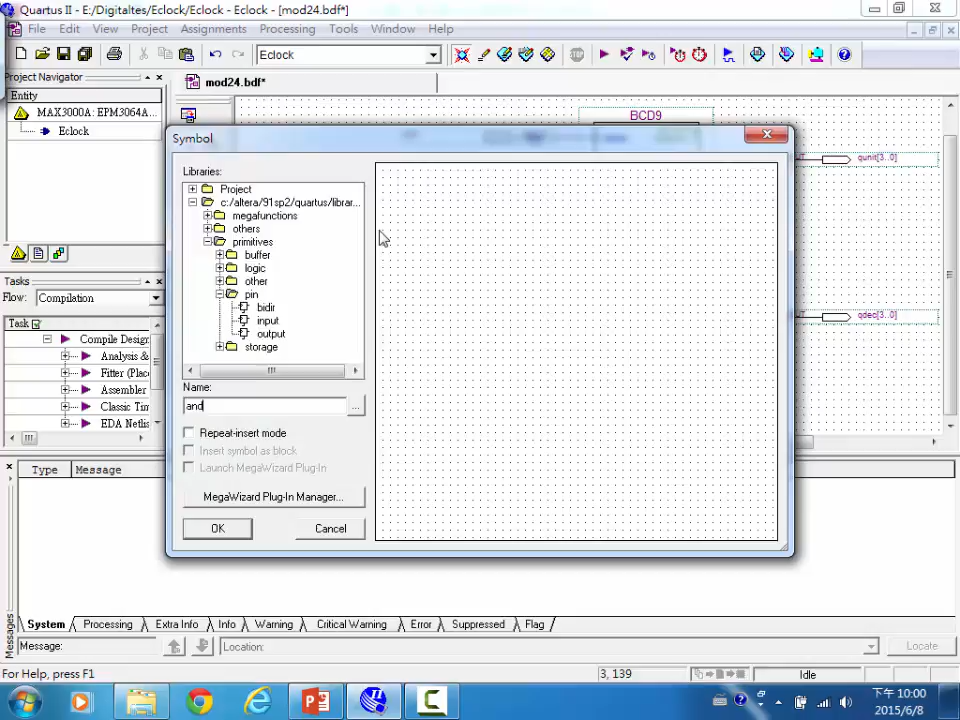 Quartus II - E:/Digitaltes/Eclock/Eclock - Eclock - [mod24.bdf*]
File Edit View Project Assignments Processing Tools Window Help
Eclock
Project Navigator
mod24.bdf*
Entity
MAX3000A: EPM3064A...
Eclock
BCD9
qunit[3..0]
qdec[3..0]
Symbol
Libraries:
Project
c:/altera/91sp2/quartus/librar...
megafunctions
others
primitives
buffer
logic
other
pin
bidir
input
output
storage
Name:
and
...
Repeat-insert mode
Insert symbol as block
Launch MegaWizard Plug-In
MegaWizard Plug-In Manager...
OK Cancel
Tasks
Flow: Compilation
Task
Compile Design
Analysis &
Fitter (Place
Assembler
Classic Tim
EDA Netlis
Type Message
System Processing Extra Info Info Warning Critical Warning Error Suppressed Flag
Messages
Message: Location: Locate
For Help, press F1 3, 139 Idle
下午 10:00
2015/6/8